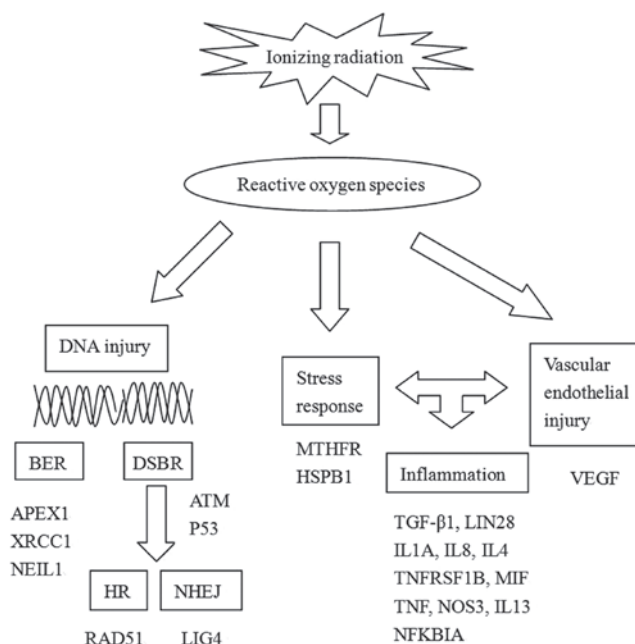 Ionizing radiation
Reactive oxygen species
DNA injury
BER
DSBR
APEX1
XRCC1
NEIL1
ATM
P53
HR
NHEJ
RAD51
LIG4
Stress
response
MTHFR
HSPB1
Inflammation
TGF-β1, LIN28
IL1A, IL8, IL4
TNFRSF1B, MIF
TNF, NOS3, IL13
NFKBIA
Vascular
endothelial
injury
VEGF